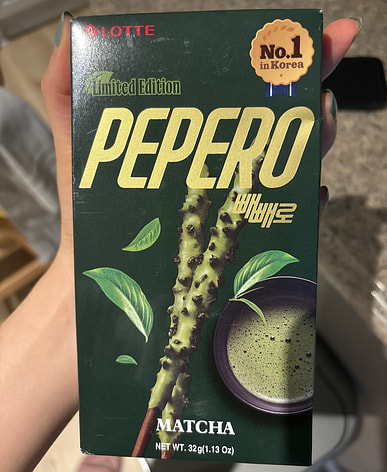 LOTTE
No.1
in Korea
Limited Edition
PEPERO
빼빼로
MATCHA
NET WT. 32g(1.13 Oz)